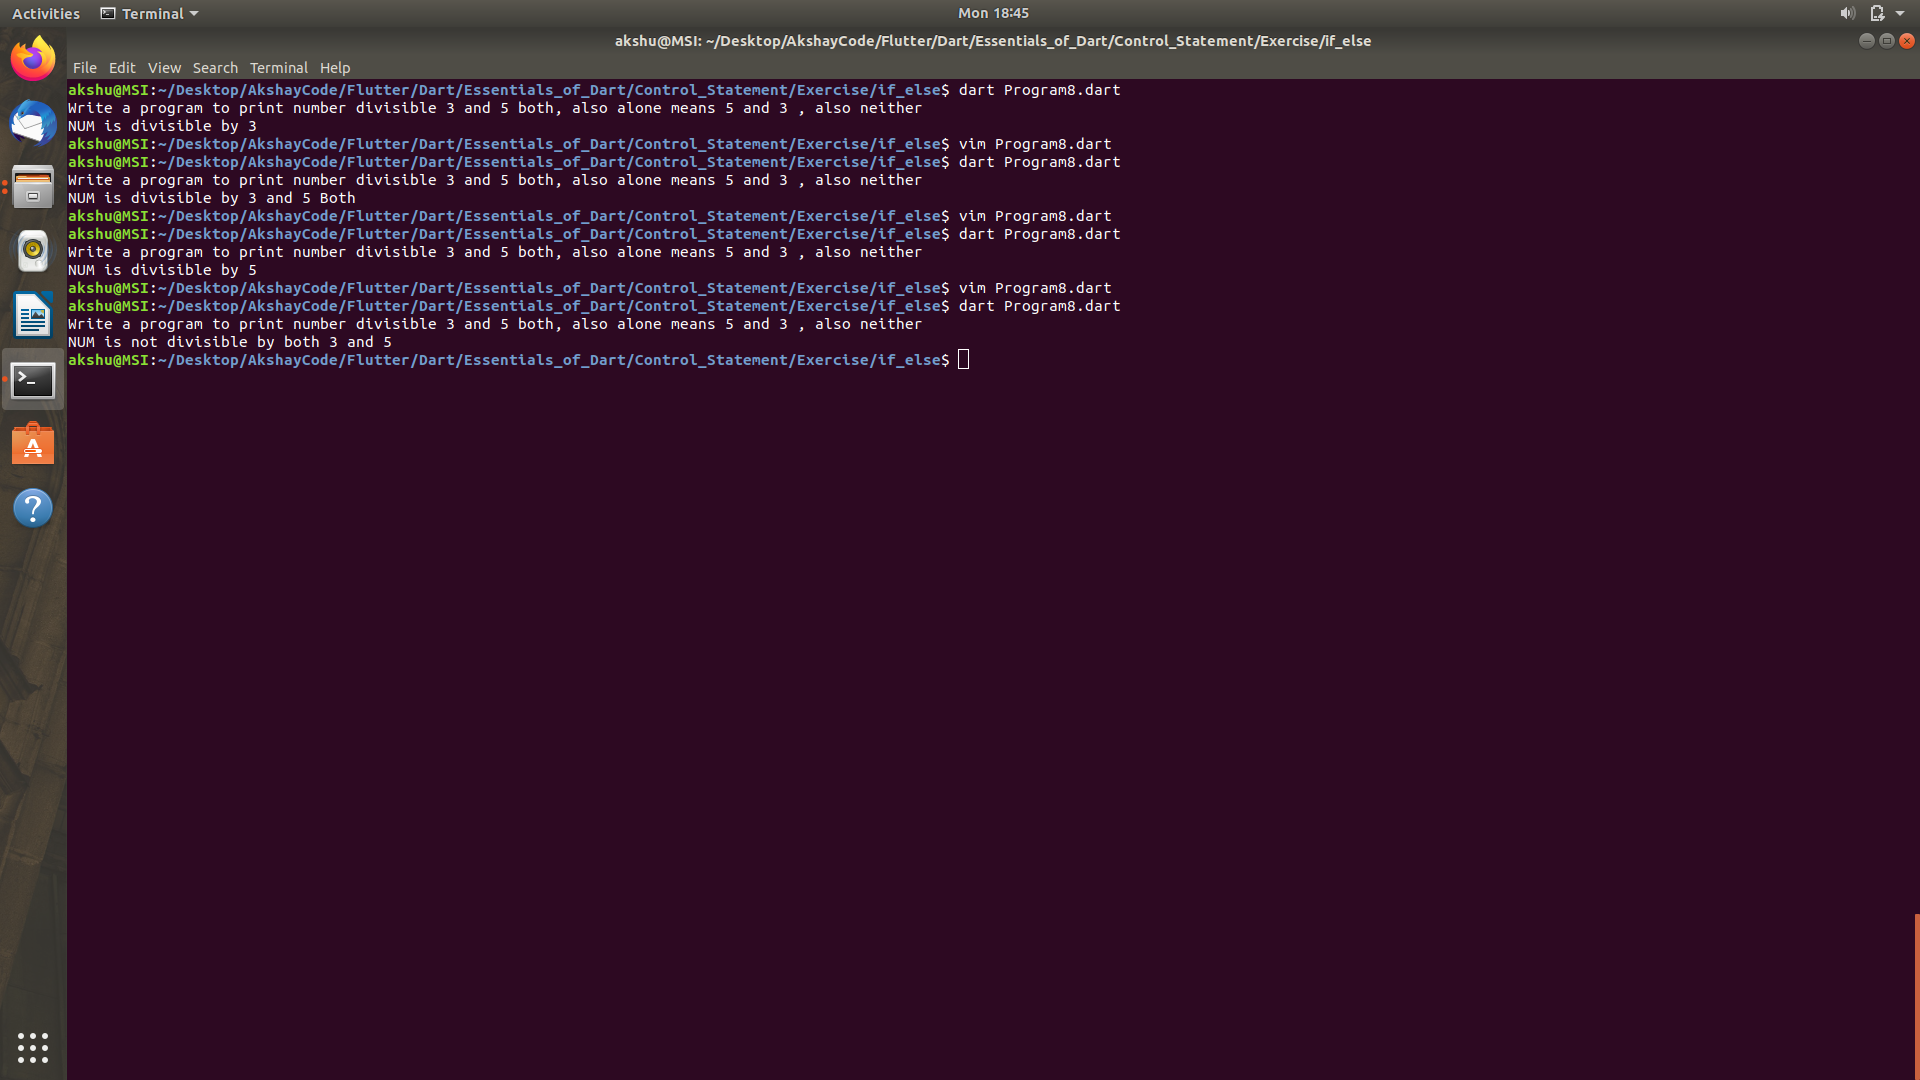 Activities Terminal Mon 18:45
akshu@MSI: ~/Desktop/AkshayCode/Flutter/Dart/Essentials_of_Dart/Control_Statement/Exercise/if_else
File Edit View Search Terminal Help
akshu@MSI:~/Desktop/AkshayCode/Flutter/Dart/Essentials_of_Dart/Control_Statement/Exercise/if_else$ dart Program8.dart
Write a program to print number divisible 3 and 5 both, also alone means 5 and 3 , also neither
NUM is divisible by 3
akshu@MSI:~/Desktop/AkshayCode/Flutter/Dart/Essentials_of_Dart/Control_Statement/Exercise/if_else$ vim Program8.dart
akshu@MSI:~/Desktop/AkshayCode/Flutter/Dart/Essentials_of_Dart/Control_Statement/Exercise/if_else$ dart Program8.dart
Write a program to print number divisible 3 and 5 both, also alone means 5 and 3 , also neither
NUM is divisible by 3 and 5 Both
akshu@MSI:~/Desktop/AkshayCode/Flutter/Dart/Essentials_of_Dart/Control_Statement/Exercise/if_else$ vim Program8.dart
akshu@MSI:~/Desktop/AkshayCode/Flutter/Dart/Essentials_of_Dart/Control_Statement/Exercise/if_else$ dart Program8.dart
Write a program to print number divisible 3 and 5 both, also alone means 5 and 3 , also neither
NUM is divisible by 5
akshu@MSI:~/Desktop/AkshayCode/Flutter/Dart/Essentials_of_Dart/Control_Statement/Exercise/if_else$ vim Program8.dart
akshu@MSI:~/Desktop/AkshayCode/Flutter/Dart/Essentials_of_Dart/Control_Statement/Exercise/if_else$ dart Program8.dart
Write a program to print number divisible 3 and 5 both, also alone means 5 and 3 , also neither
NUM is not divisible by both 3 and 5
akshu@MSI:~/Desktop/AkshayCode/Flutter/Dart/Essentials_of_Dart/Control_Statement/Exercise/if_else$